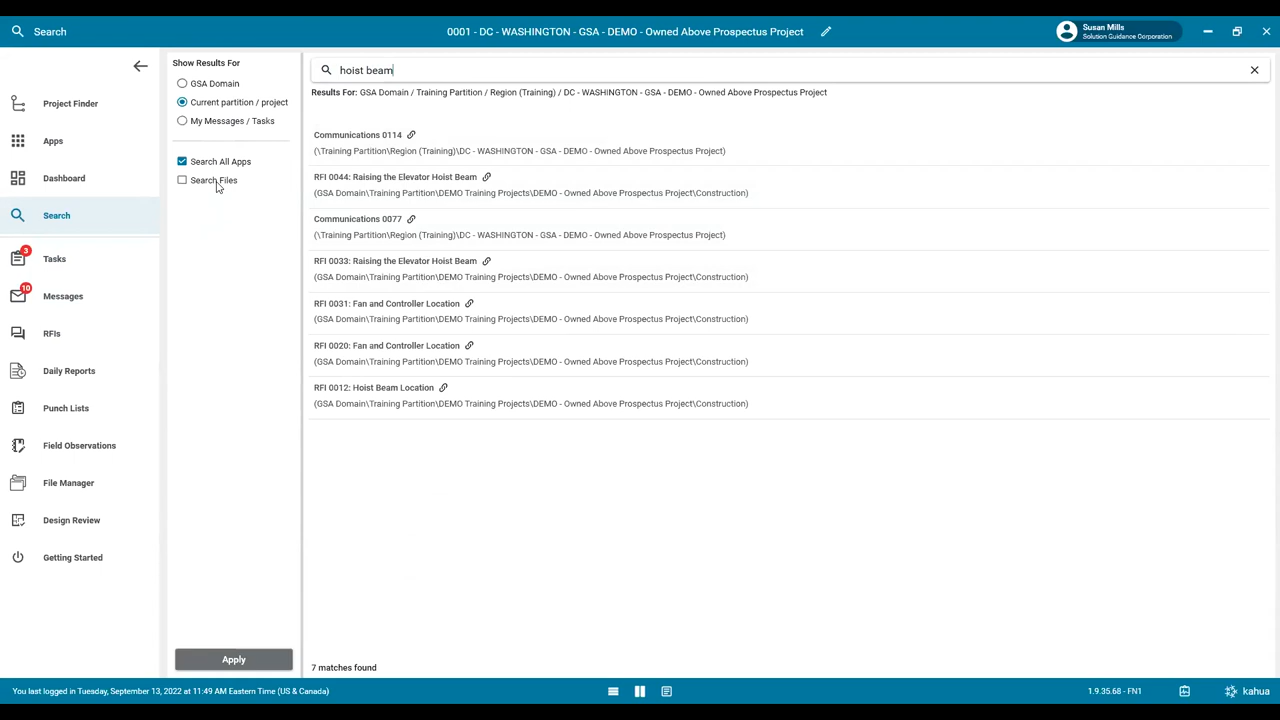 Search
0001 - DC - WASHINGTON - GSA - DEMO - Owned Above Prospectus Project
Susan Mills
Solution Guidance Corporation
Project Finder
Apps
Dashboard
Search
3
Tasks
10
Messages
RFIs
Daily Reports
Punch Lists
Field Observations
File Manager
Design Review
Getting Started
Show Results For
GSA Domain
Current partition / project
My Messages / Tasks
Search All Apps
Search Files
Apply
hoist beam
Results For: GSA Domain / Training Partition / Region (Training) / DC - WASHINGTON - GSA - DEMO - Owned Above Prospectus Project
Communications 0114
(\Training Partition\Region (Training)\DC - WASHINGTON - GSA - DEMO - Owned Above Prospectus Project)
RFI 0044: Raising the Elevator Hoist Beam
(GSA Domain\Training Partition\DEMO Training Projects\DEMO - Owned Above Prospectus Project\Construction)
Communications 0077
(\Training Partition\Region (Training)\DC - WASHINGTON - GSA - DEMO - Owned Above Prospectus Project)
RFI 0033: Raising the Elevator Hoist Beam
(GSA Domain\Training Partition\DEMO Training Projects\DEMO - Owned Above Prospectus Project\Construction)
RFI 0031: Fan and Controller Location
(GSA Domain\Training Partition\DEMO Training Projects\DEMO - Owned Above Prospectus Project\Construction)
RFI 0020: Fan and Controller Location
(GSA Domain\Training Partition\DEMO Training Projects\DEMO - Owned Above Prospectus Project\Construction)
RFI 0012: Hoist Beam Location
(GSA Domain\Training Partition\DEMO Training Projects\DEMO - Owned Above Prospectus Project\Construction)
7 matches found
You last logged in Tuesday, September 13, 2022 at 11:49 AM Eastern Time (US & Canada)
1.9.35.68 - FN1
kahua